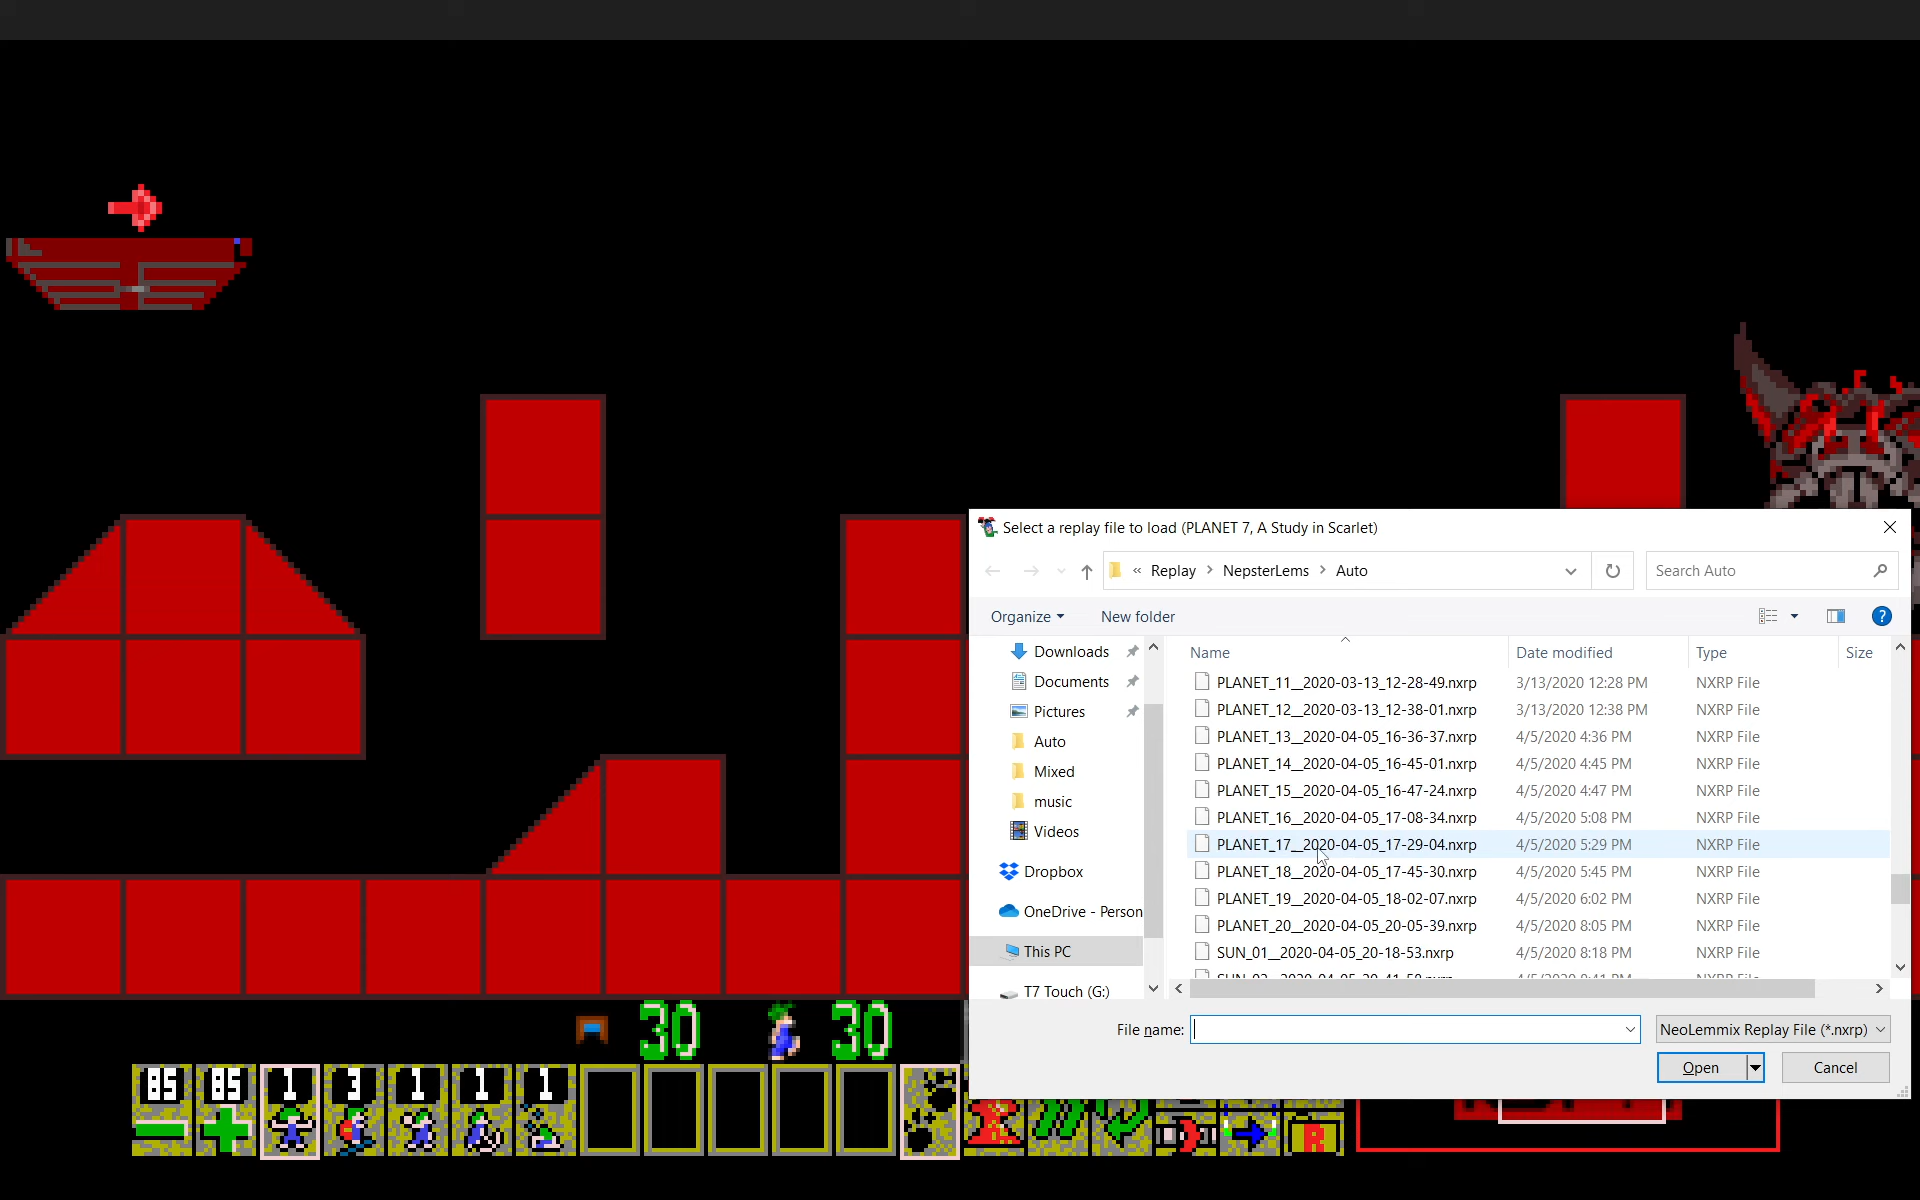 Select a replay file to load (PLANET 7, A Study in Scarlet)
« Replay > NepsterLems > Auto
Search Auto
Organize
New folder
Downloads
Documents
Pictures
Auto
Mixed
music
Videos
Dropbox
OneDrive - Person
This PC
T7 Touch (G:)
Name Date modified Type Size
PLANET_11__2020-03-13_12-28-49.nxrp 3/13/2020 12:28 PM NXRP File
PLANET_12__2020-03-13_12-38-01.nxrp 3/13/2020 12:38 PM NXRP File
PLANET_13__2020-04-05_16-36-37.nxrp 4/5/2020 4:36 PM NXRP File
PLANET_14__2020-04-05_16-45-01.nxrp 4/5/2020 4:45 PM NXRP File
PLANET_15__2020-04-05_16-47-24.nxrp 4/5/2020 4:47 PM NXRP File
PLANET_16__2020-04-05_17-08-34.nxrp 4/5/2020 5:08 PM NXRP File
PLANET_17__2020-04-05_17-29-04.nxrp 4/5/2020 5:29 PM NXRP File
PLANET_18__2020-04-05_17-45-30.nxrp 4/5/2020 5:45 PM NXRP File
PLANET_19__2020-04-05_18-02-07.nxrp 4/5/2020 6:02 PM NXRP File
PLANET_20__2020-04-05_20-05-39.nxrp 4/5/2020 8:05 PM NXRP File
SUN_01__2020-04-05_20-18-53.nxrp 4/5/2020 8:18 PM NXRP File
File name:
NeoLemmix Replay File (*.nxrp)
Open
Cancel
30 30
85 85 1 3 1 1 1
R